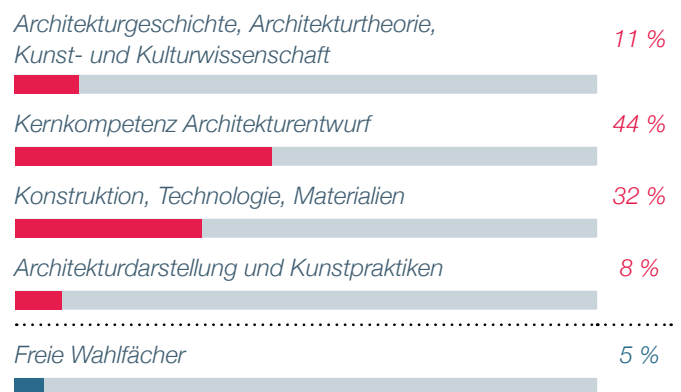 Architekturgeschichte, Architekturtheorie,
Kunst- und Kulturwissenschaft
11 %
Kernkompetenz Architekturentwurf
44 %
Konstruktion, Technologie, Materialien
32 %
Architekturdarstellung und Kunstpraktiken
8 %
Freie Wahlfächer
5 %